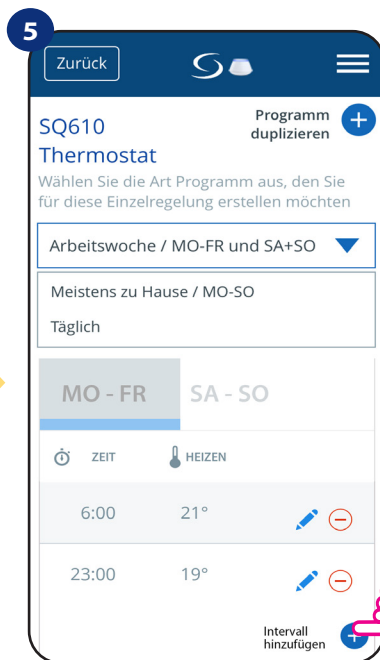 5
Zurück
SQ610
Thermostat
Programm
duplizieren
Wählen Sie die Art Programm aus, den Sie
für diese Einzelregelung erstellen möchten
Arbeitswoche / MO-FR und SA+SO
Meistens zu Hause / MO-SO
Täglich
MO - FR SA - SO
ZEIT HEIZEN
6:00 21°
23:00 19°
Intervall
hinzufügen